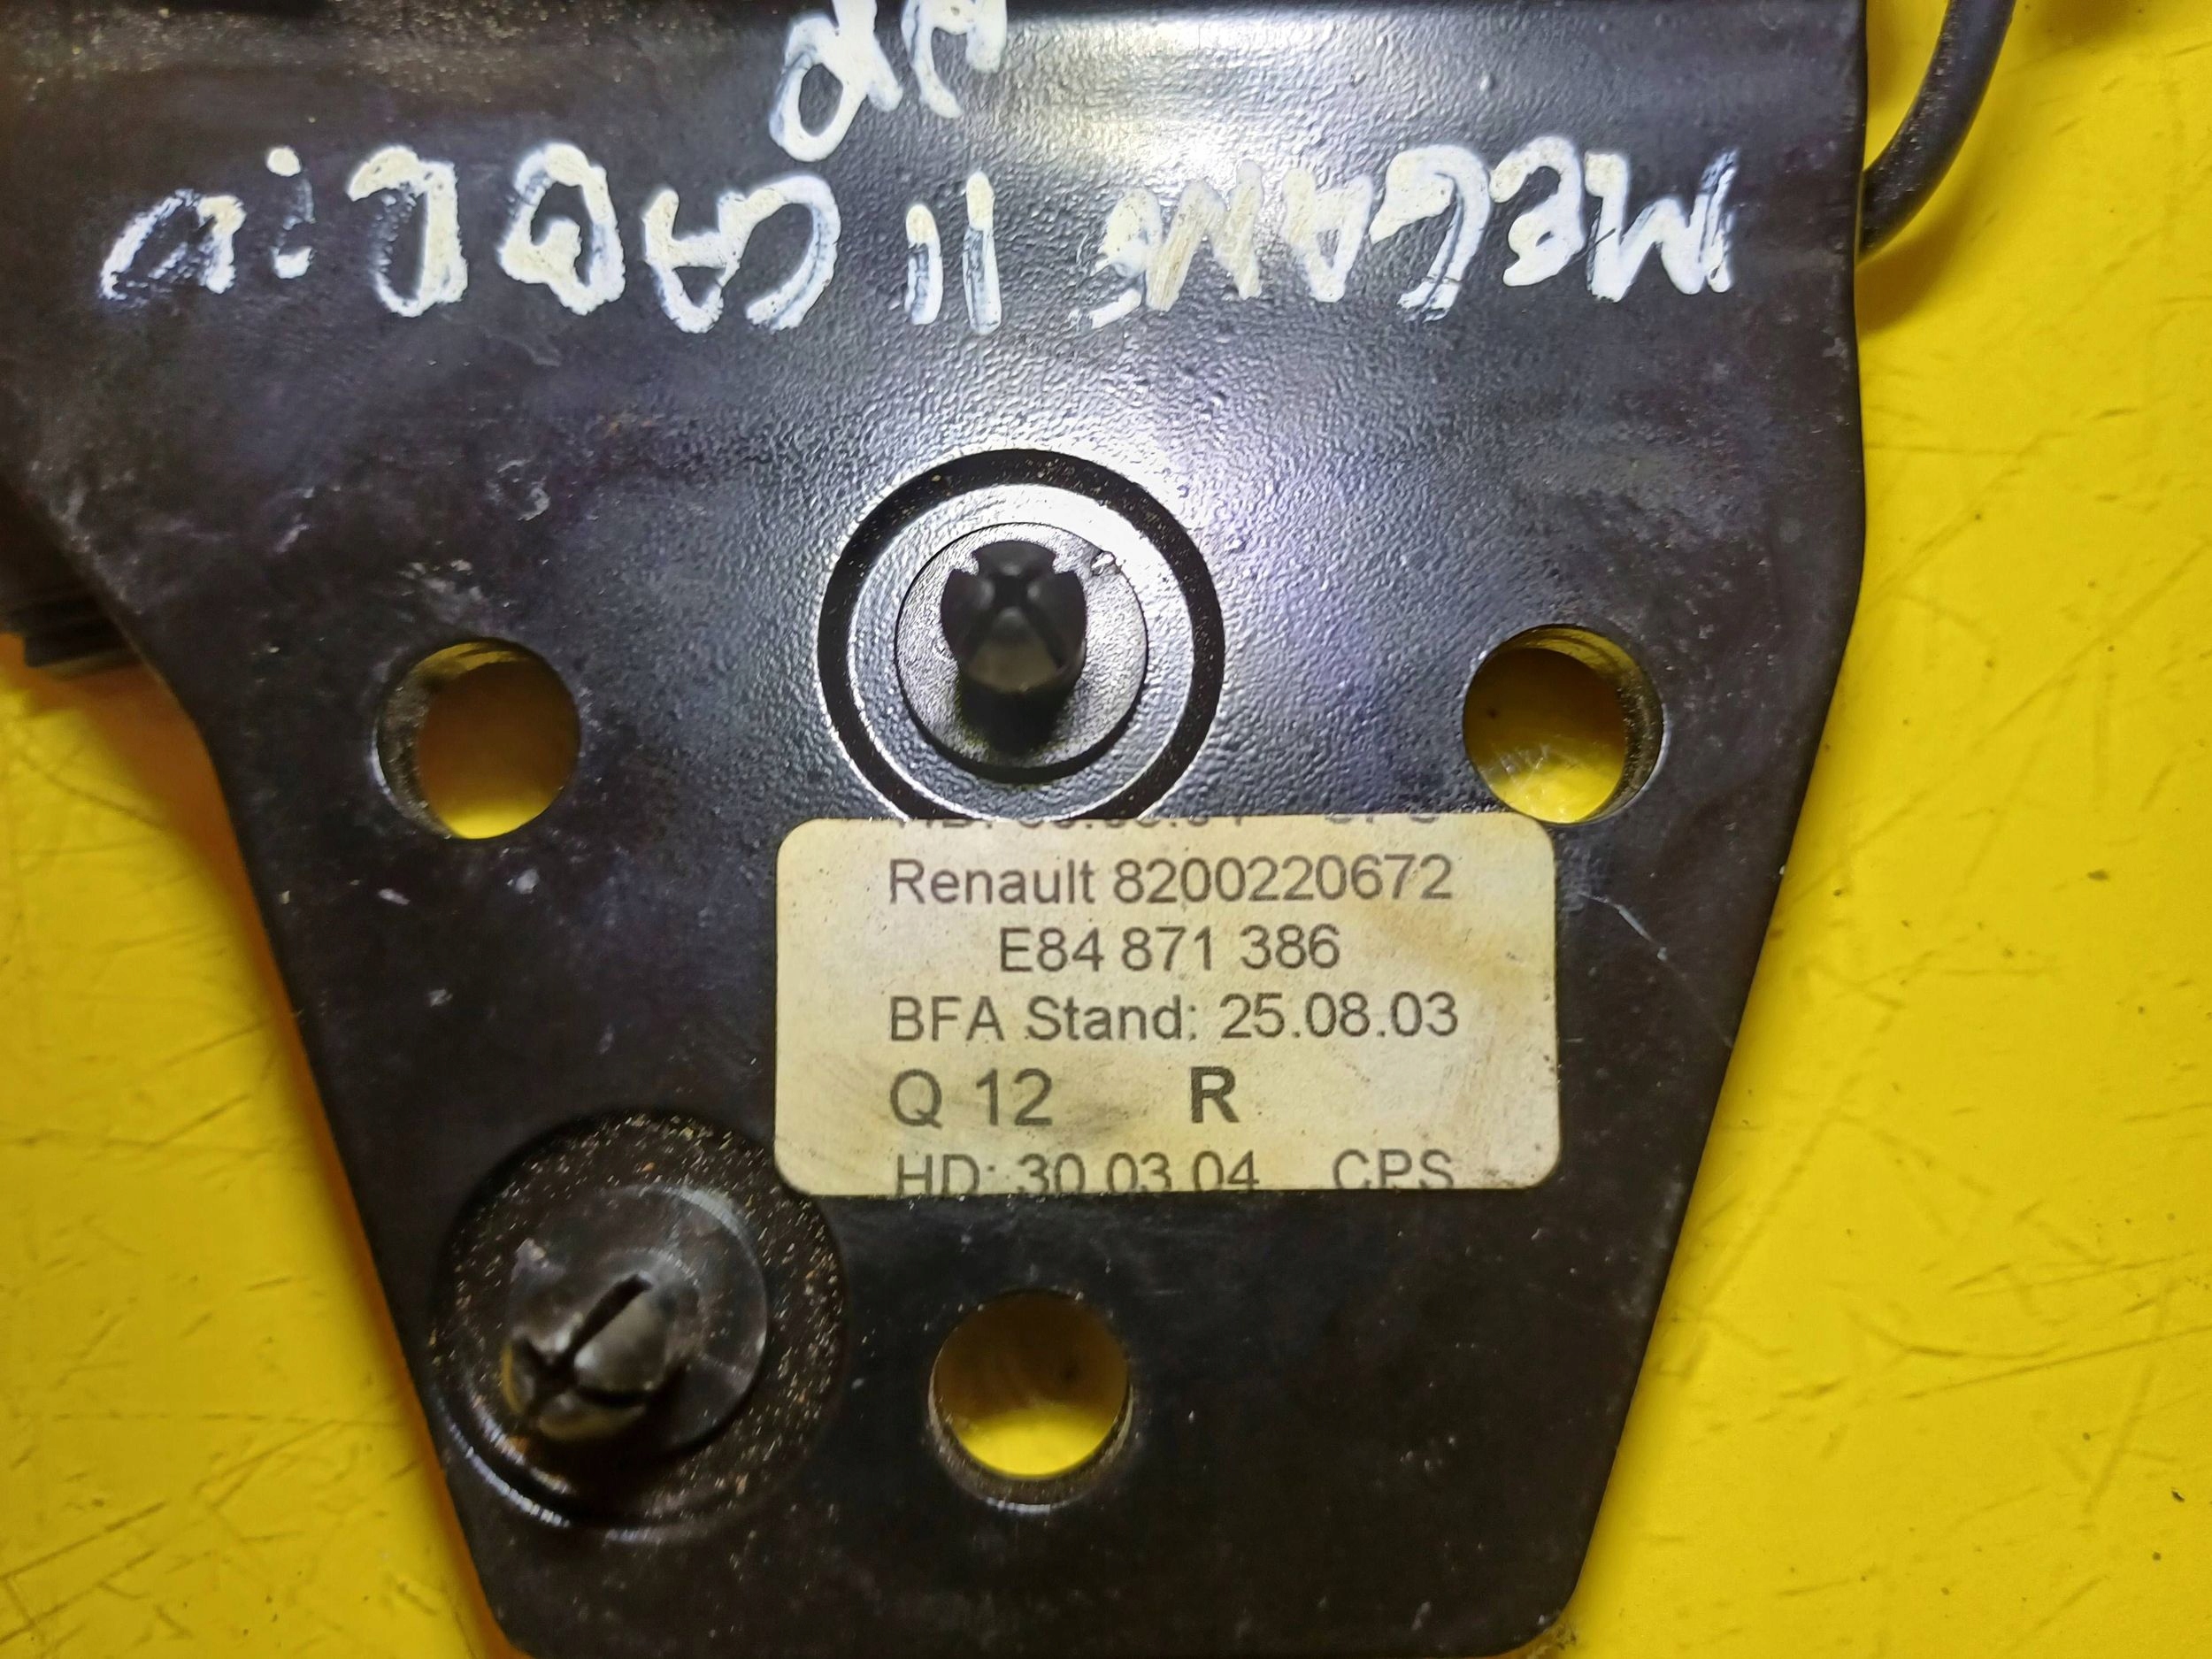 MEGANE II CABRIO
Renault 8200220672
E84 871 386
BFA Stand: 25.08.03
Q 12 R
HD: 30.03.04 CPS